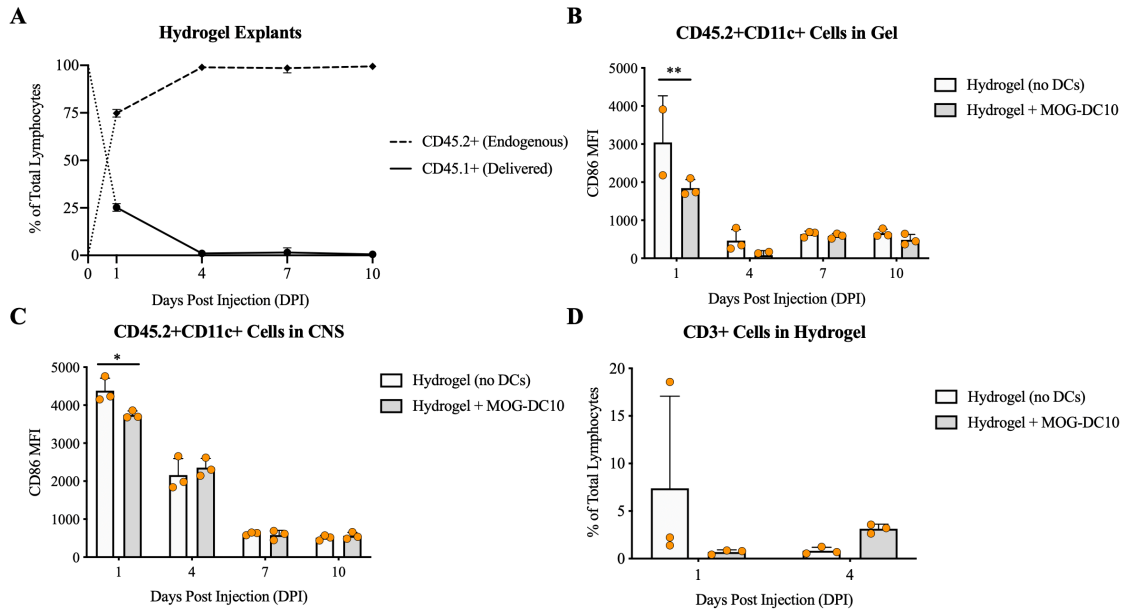 A
Hydrogel Explants
% of Total Lymphocytes
100
75
50
25
0
0 1 4 7 10
Days Post Injection (DPI)
CD45.2+ (Endogenous)
CD45.1+ (Delivered)
B
CD45.2+CD11c+ Cells in Gel
CD86 MFI
5000
4000
3000
2000
1000
0
**
1 4 7 10
Days Post Injection (DPI)
Hydrogel (no DCs)
Hydrogel + MOG-DC10
C
CD45.2+CD11c+ Cells in CNS
CD86 MFI
5000
4000
3000
2000
1000
0
*
1 4 7 10
Days Post Injection (DPI)
Hydrogel (no DCs)
Hydrogel + MOG-DC10
D
CD3+ Cells in Hydrogel
% of Total Lymphocytes
20
15
10
5
0
1 4
Days Post Injection (DPI)
Hydrogel (no DCs)
Hydrogel + MOG-DC10